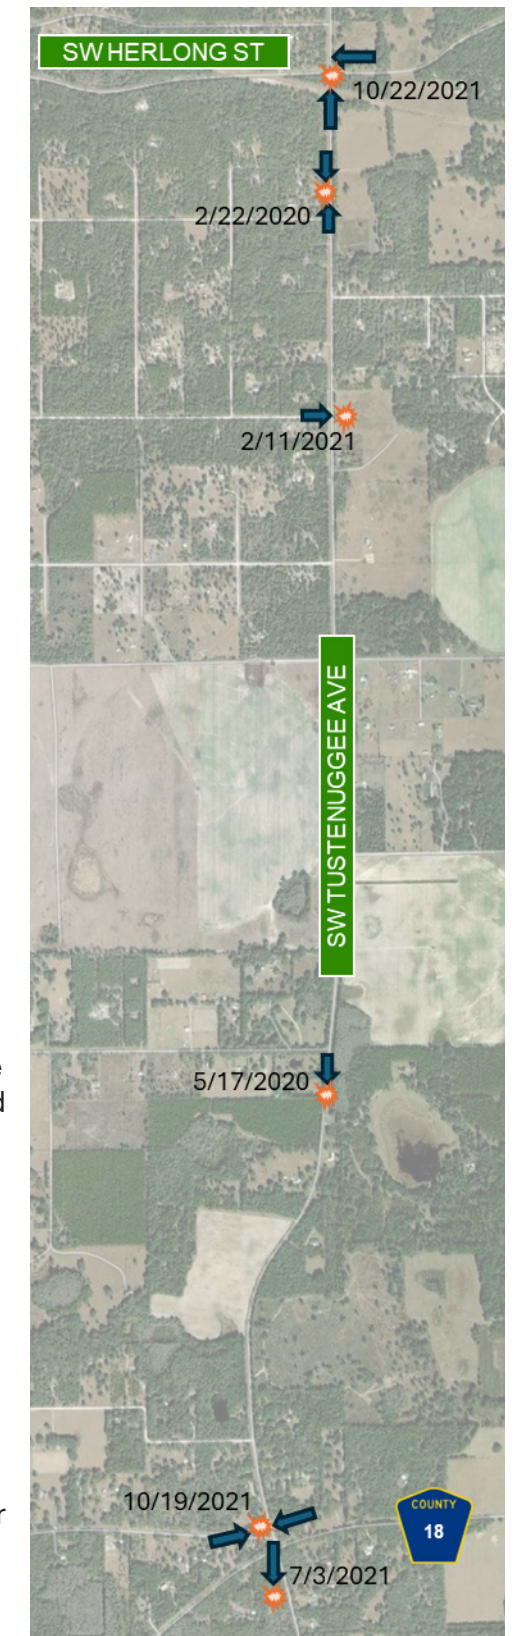 SW HERLONG ST
10/22/2021
2/22/2020
2/11/2021
SW TUSTENUGGEE AVE
e
d
5/17/2020
r
10/19/2021
COUNTY
18
7/3/2021